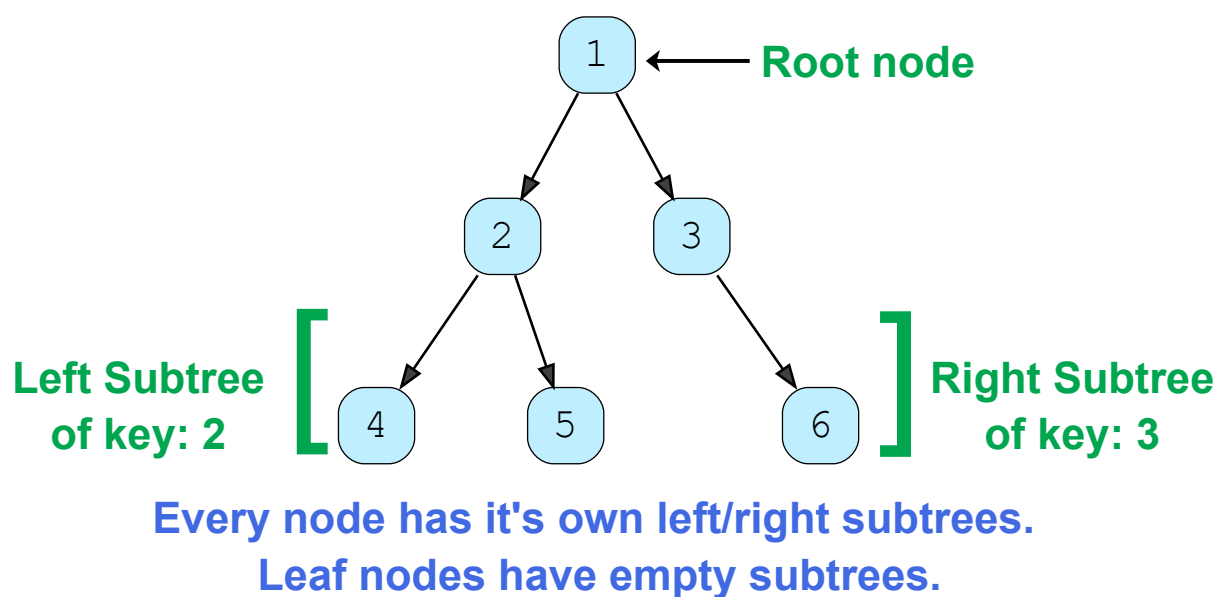 1
Root node
2
3
Left Subtree
of key: 2
4
5
6
Right Subtree
of key: 3
Every node has it's own left/right subtrees.
Leaf nodes have empty subtrees.